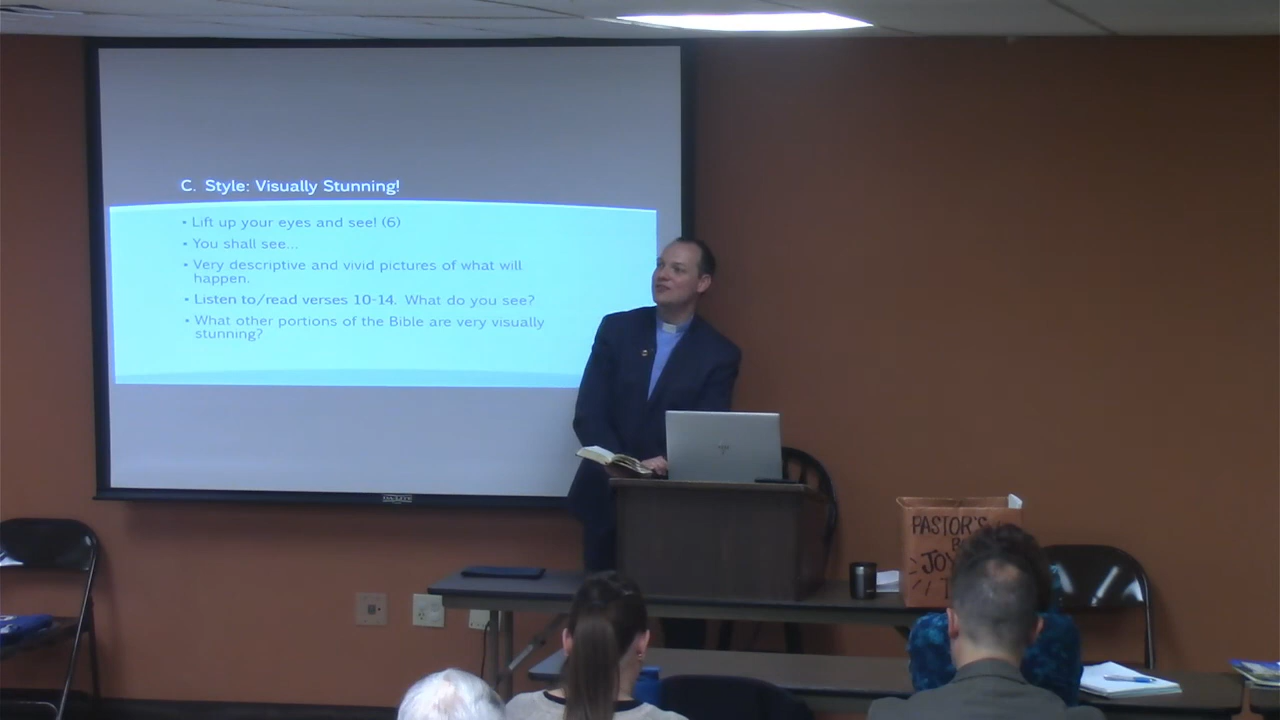 C. Style: Visually Stunning!
• Lift up your eyes and see! (6)
• You shall see...
• Very descriptive and vivid pictures of what will
happen.
• Listen to/read verses 10-14. What do you see?
• What other portions of the Bible are very visually
stunning?
DA-LITE
PASTOR'S
JOY